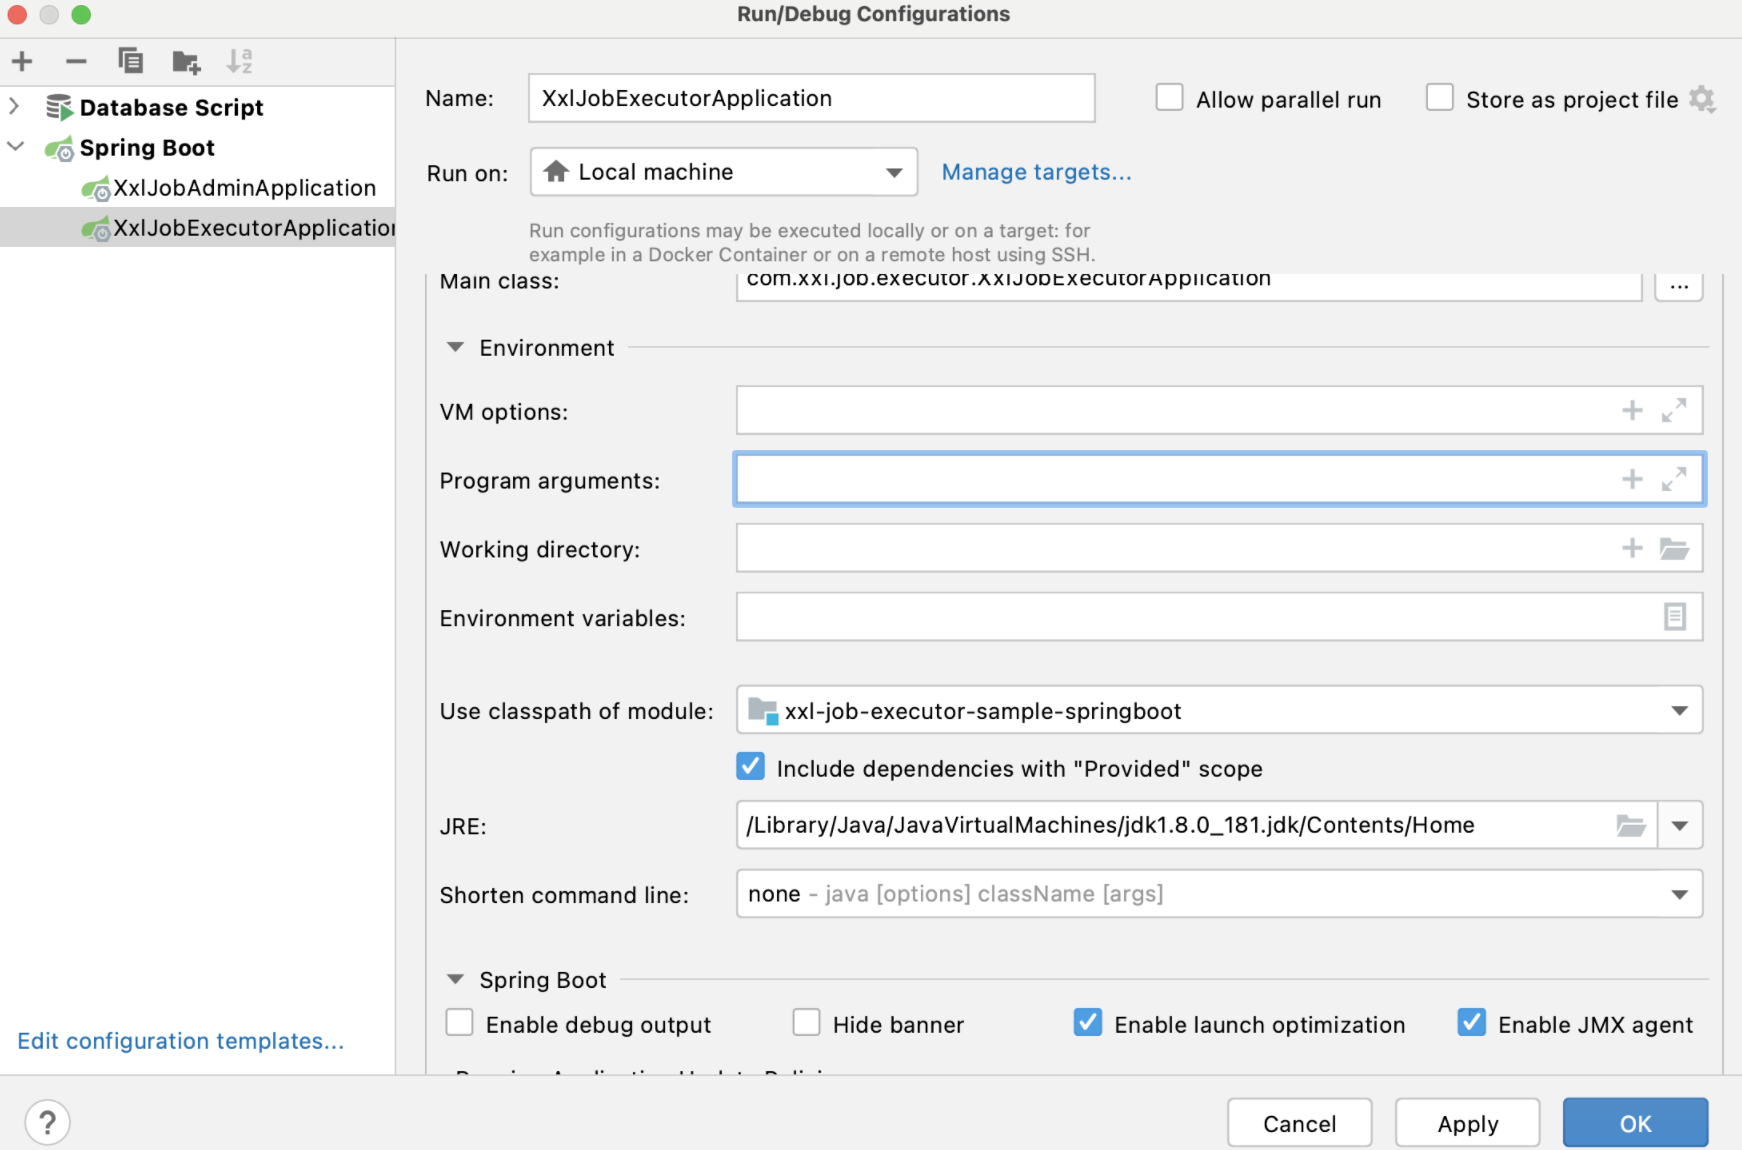 Run/Debug Configurations
Database Script
Spring Boot
XxlJobAdminApplication
XxlJobExecutorApplication
Edit configuration templates...
Name: XxlJobExecutorApplication
Allow parallel run
Store as project file
Run on: Local machine
Manage targets...
Run configurations may be executed locally or on a target: for
example in a Docker Container or on a remote host using SSH.
Main class: com.xxl.job.executor.XxlJobExecutorApplication ...
Environment
VM options:
Program arguments:
Working directory:
Environment variables:
Use classpath of module: xxl-job-executor-sample-springboot
Include dependencies with "Provided" scope
JRE: /Library/Java/JavaVirtualMachines/jdk1.8.0_181.jdk/Contents/Home
Shorten command line: none - java [options] className [args]
Spring Boot
Enable debug output
Hide banner
Enable launch optimization
Enable JMX agent
?
Cancel
Apply
OK